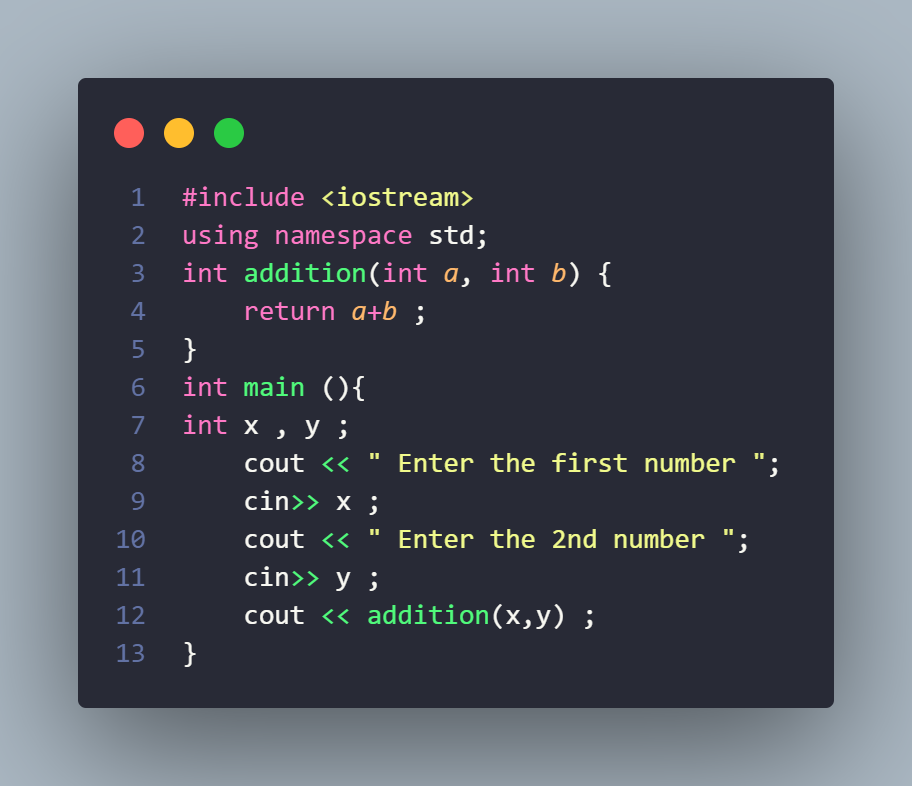 1 #include <iostream>
2 using namespace std;
3 int addition(int a, int b) {
4     return a+b ;
5 }
6 int main (){
7 int x , y ;
8     cout << " Enter the first number ";
9     cin>> x ;
10     cout << " Enter the 2nd number ";
11     cin>> y ;
12     cout << addition(x,y) ;
13 }